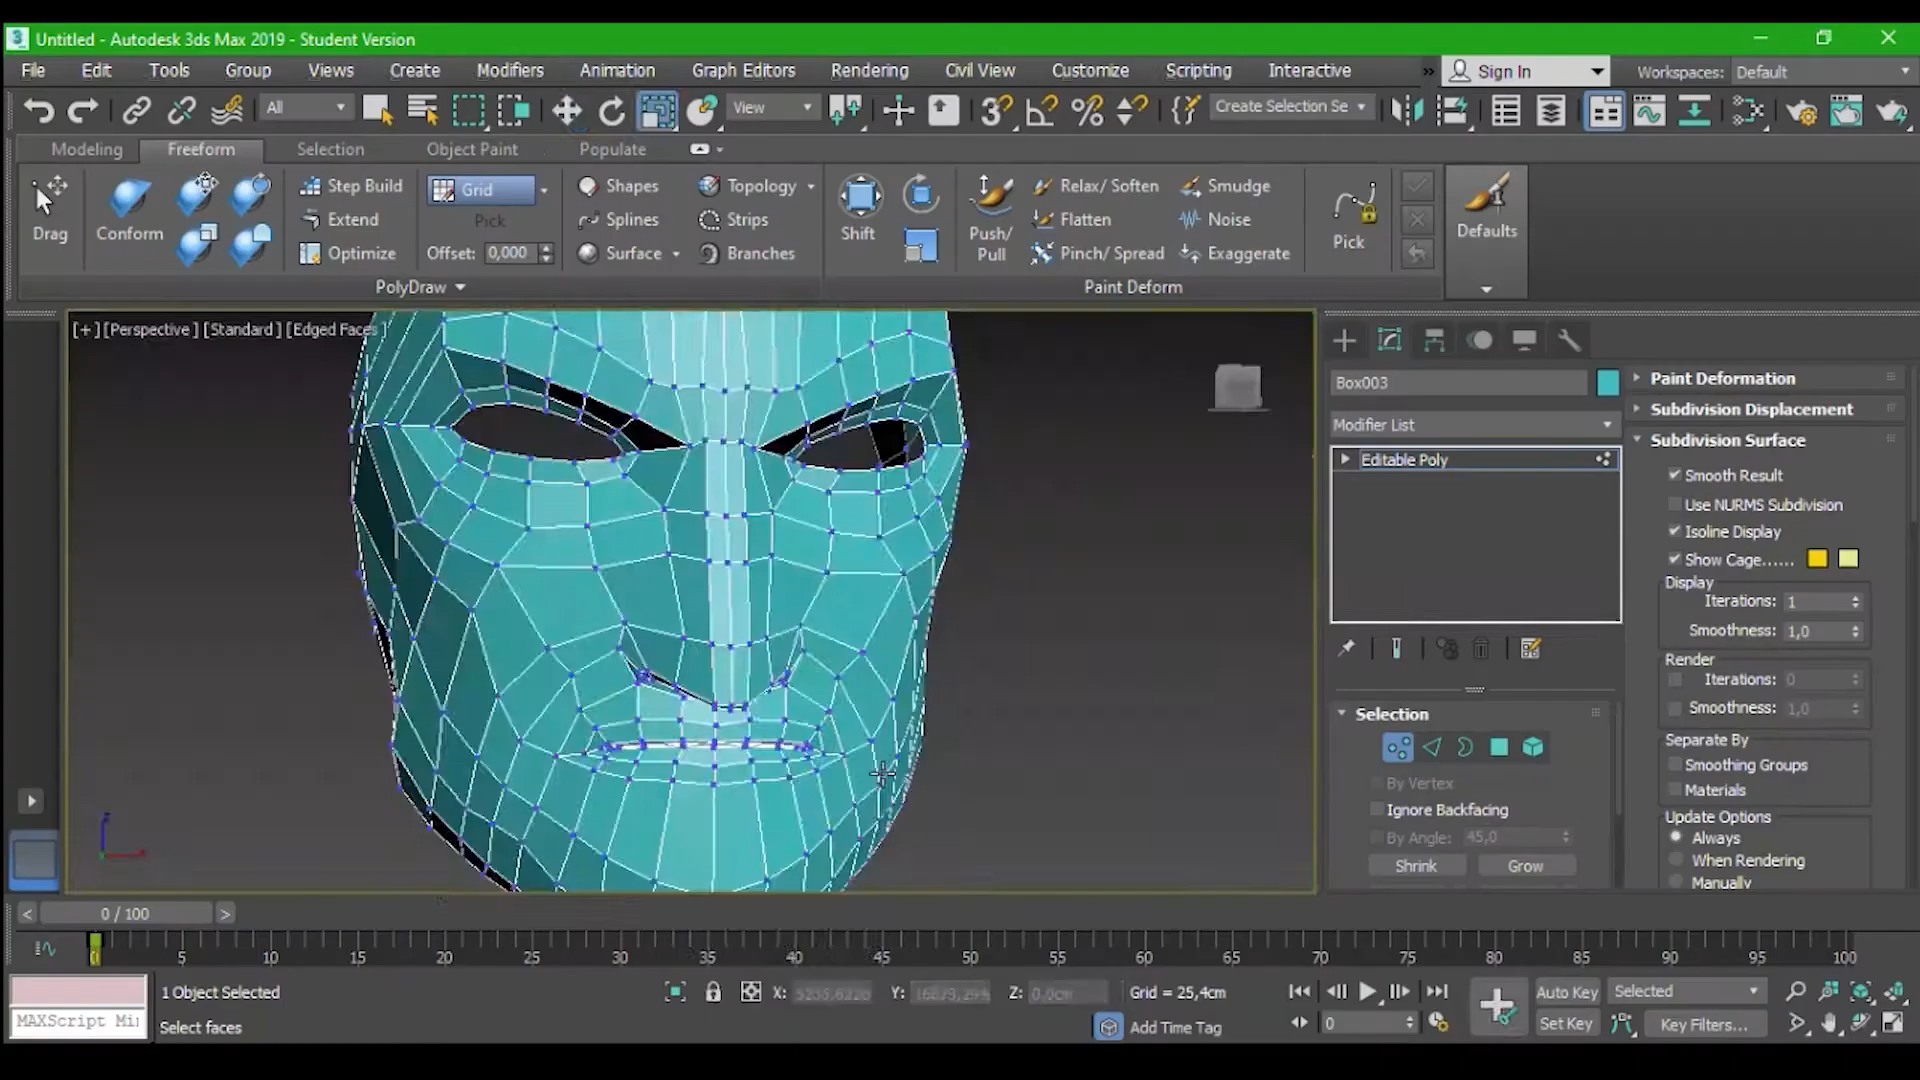 Untitled - Autodesk 3ds Max 2019 - Student Version
File Edit Tools Group Views Create Modifiers Animation Graph Editors Rendering Civil View Customize Scripting Interactive » Sign In Workspaces: Default
All View Create Selection Se
Modeling Freeform Selection Object Paint Populate
Drag Conform Step Build Extend Optimize
Grid
Pick
Offset: 0,000
Shapes Topology
Splines Strips
Surface Branches
Shift Push/ Pull
Relax/ Soften Smudge
Flatten Noise
Pinch/ Spread Exaggerate
Pick Defaults
PolyDraw Paint Deform
[+] [Perspective ] [Standard ] [Edged Faces ]
Box003
Modifier List
Editable Poly
Selection
By Vertex
Ignore Backfacing
By Angle: 45,0
Shrink Grow
Paint Deformation
Subdivision Displacement
Subdivision Surface
Smooth Result
Use NURMS Subdivision
Isoline Display
Show Cage......
Display
Iterations: 1
Smoothness: 1,0
Render
Iterations: 0
Smoothness: 1,0
Separate By
Smoothing Groups
Materials
Update Options
Always
When Rendering
Manually
< 0 / 100 >
0 5 10 15 20 25 30 35 40 45 50 55 60 65 70 75 80 85 90 95 100
1 Object Selected X: Y: Z: 0,0cm Grid = 25,4cm
Auto Key Selected
MAXScript Mi
Select faces
Add Time Tag
0
Set Key Key Filters...